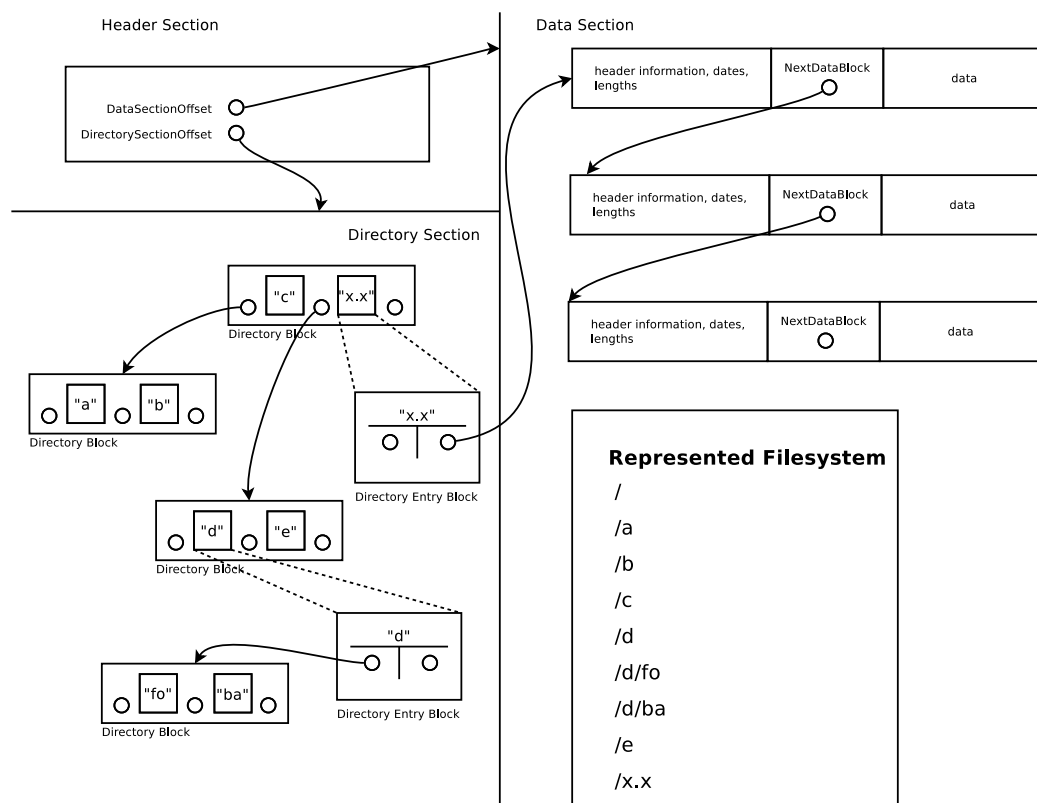 Header Section
DataSectionOffset
DirectorySectionOffset
Directory Section
"c"
"x.x"
Directory Block
"a"
"b"
Directory Block
"x.x"
Directory Entry Block
"d"
"e"
Directory Block
"d"
Directory Entry Block
"fo"
"ba"
Directory Block
Data Section
header information, dates,
lengths
NextDataBlock
data
header information, dates,
lengths
NextDataBlock
data
header information, dates,
lengths
NextDataBlock
data
Represented Filesystem
/
/a
/b
/c
/d
/d/fo
/d/ba
/e
/x.x